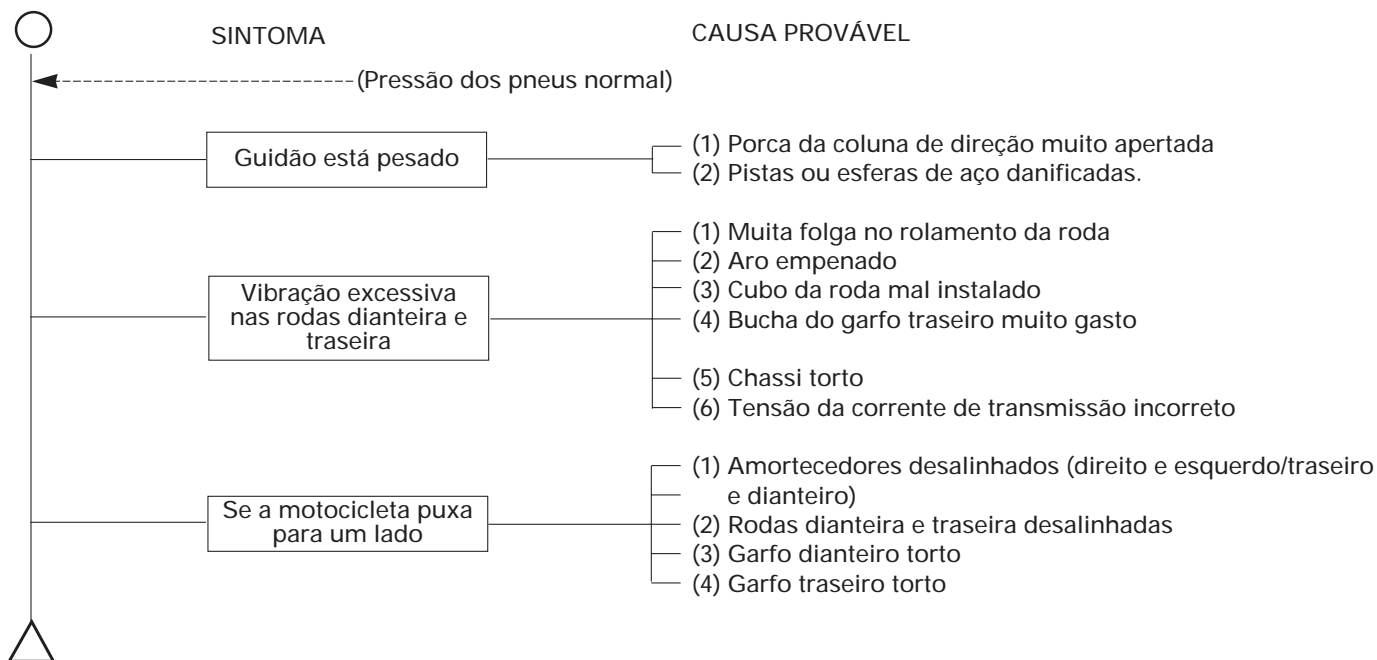 SINTOMA
CAUSA PROVÁVEL
(Pressão dos pneus normal)
Guidão está pesado
(1) Porca da coluna de direção muito apertada
(2) Pistas ou esferas de aço danificadas.
Vibração excessiva
nas rodas dianteira e
traseira
(1) Muita folga no rolamento da roda
(2) Aro empenado
(3) Cubo da roda mal instalado
(4) Bucha do garfo traseiro muito gasto
(5) Chassi torto
(6) Tensão da corrente de transmissão incorreto
Se a motocicleta puxa
para um lado
(1) Amortecedores desalinhados (direito e esquerdo/traseiro
e dianteiro)
(2) Rodas dianteira e traseira desalinhadas
(3) Garfo dianteiro torto
(4) Garfo traseiro torto